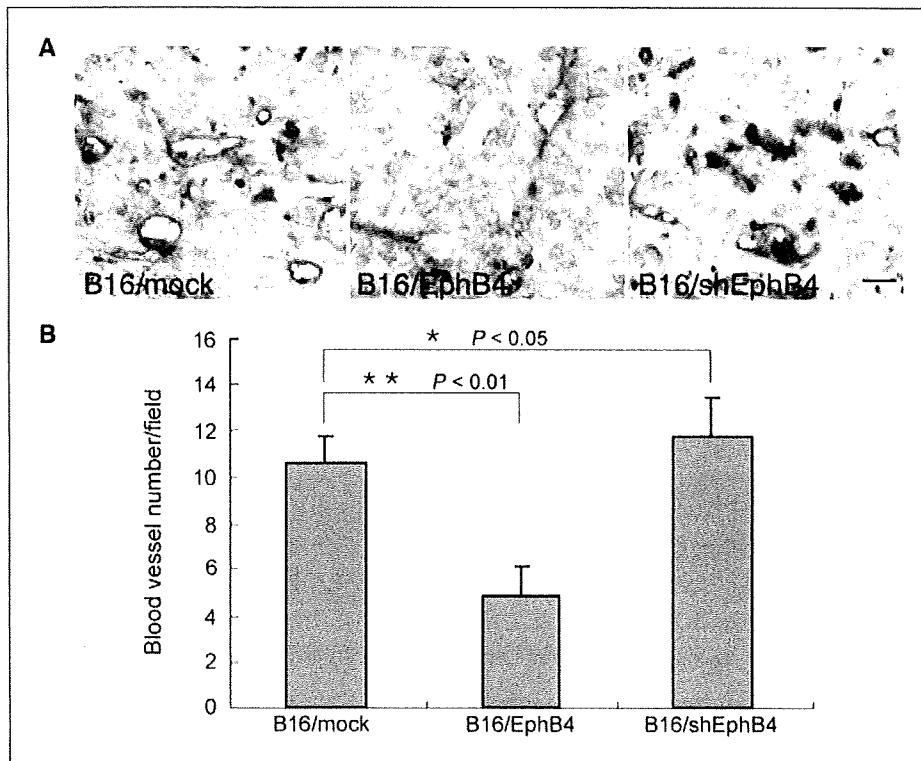 A
B16/mock
B16/EphB4
B16/shEphB4
B
* P < 0.05
** P < 0.01
16
14
12
10
8
6
4
2
0
Blood vessel number/field
B16/mock
B16/EphB4
B16/shEphB4